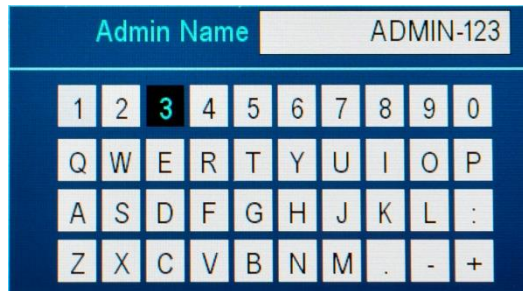 Admin Name ADMIN-123
1 2 3 4 5 6 7 8 9 0
Q W E R T Y U I O P
A S D F G H J K L :
Z X C V B N M . - +